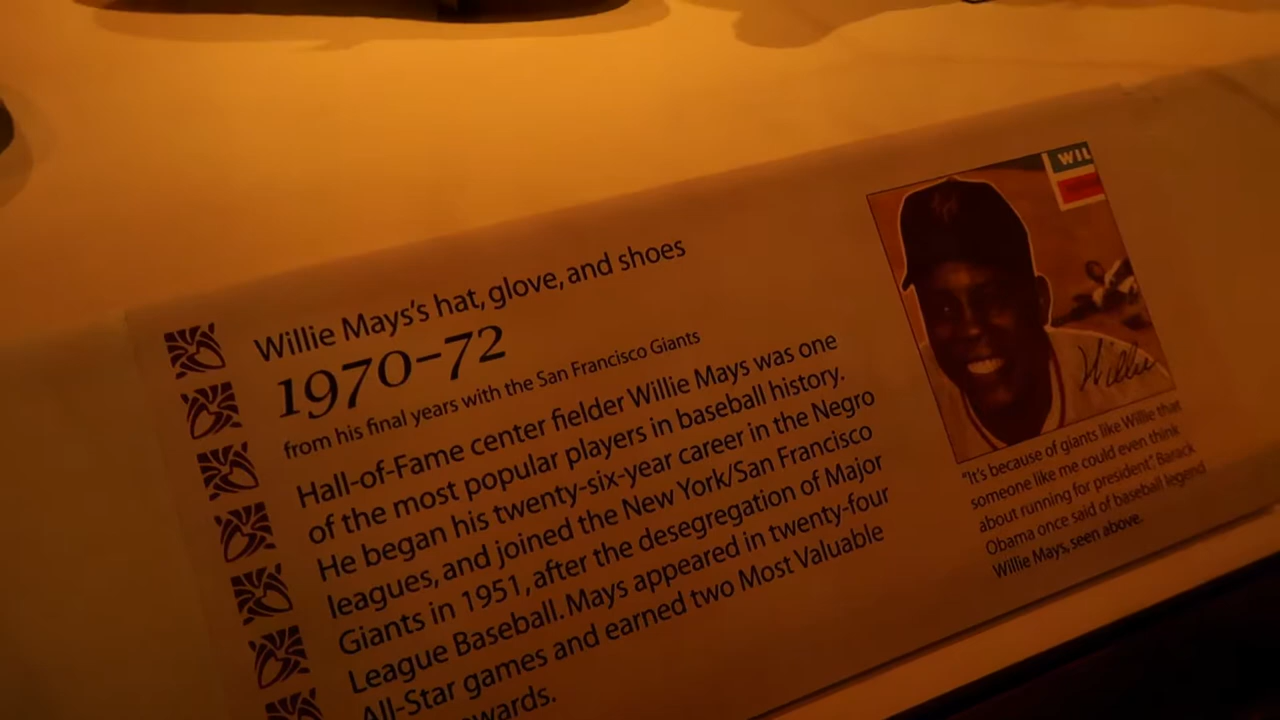 Willie Mays's hat, glove, and shoes
1970–72
from his final years with the San Francisco Giants
Hall-of-Fame center fielder Willie Mays was one
of the most popular players in baseball history.
He began his twenty-six-year career in the Negro
leagues, and joined the New York/San Francisco
Giants in 1951, after the desegregation of Major
League Baseball. Mays appeared in twenty-four
All-Star games and earned two Most Valuable
WIL
Willie
"It's because of giants like Willie that
someone like me could even think
about running for president". Barack
Obama once said of baseball legend
Willie Mays, seen above.